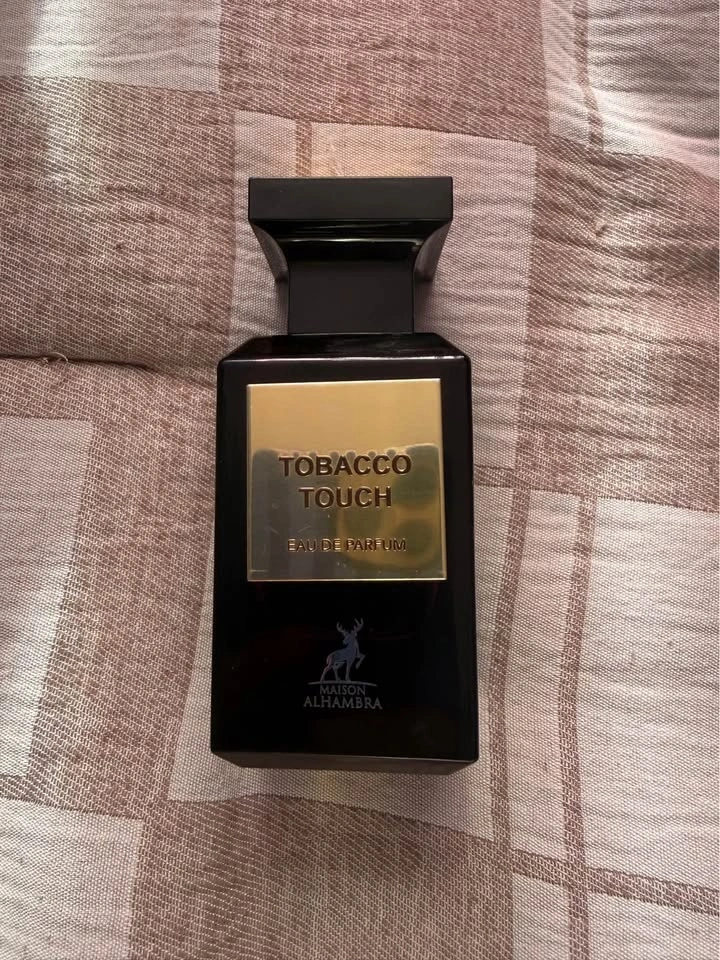 TOBACCO
TOUCH
EAU DE PARFUM
MAISON
ALHAMBRA